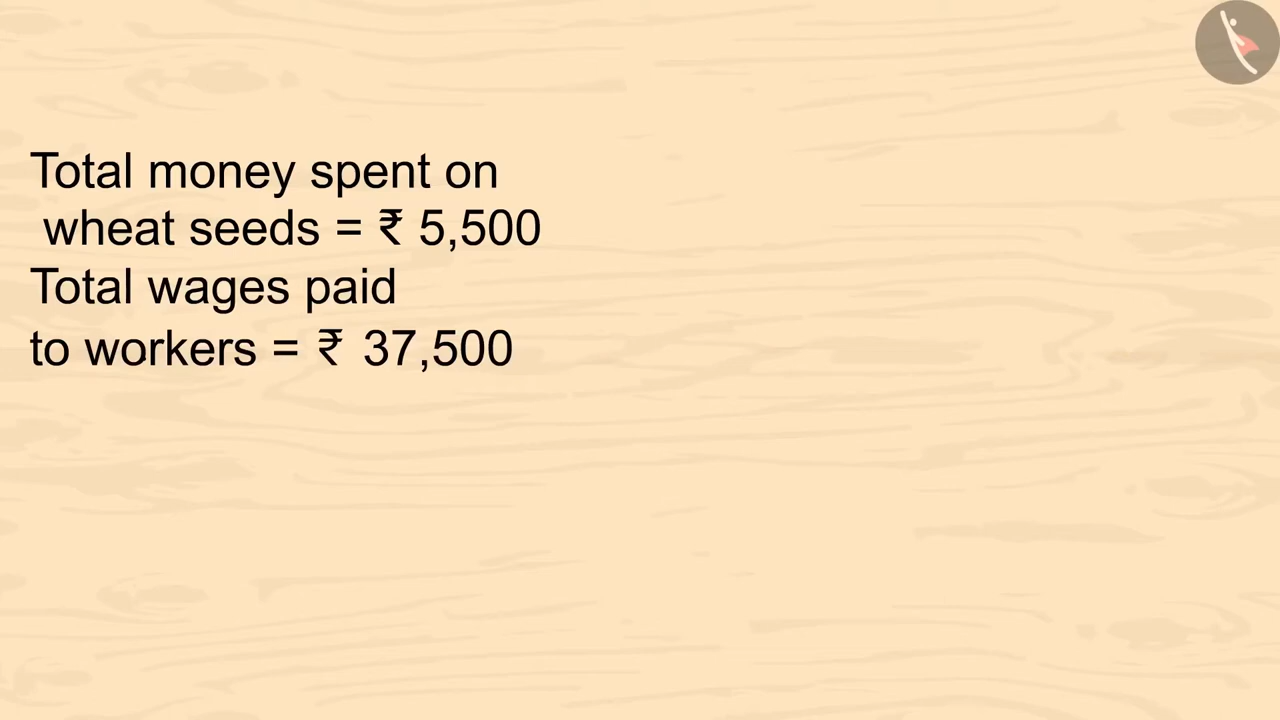 Total money spent on
wheat seeds = ₹ 5,500
Total wages paid
to workers = ₹ 37,500